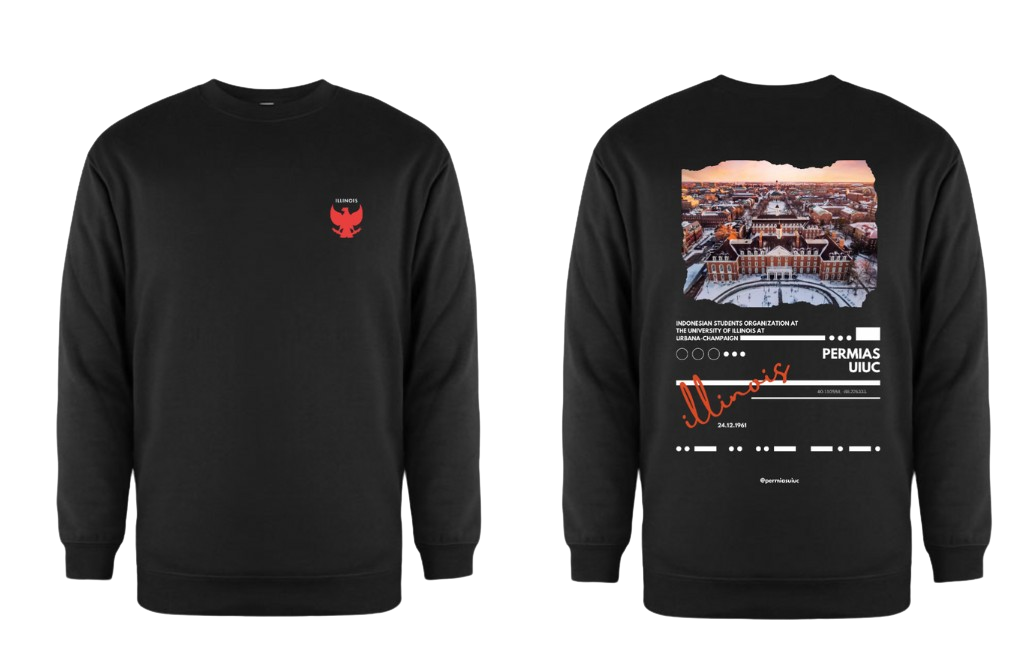 ILLINOIS
INDONESIAN STUDENTS ORGANIZATION AT
THE UNIVERSITY OF ILLINOIS AT
URBANA-CHAMPAIGN
PERMIAS
UIUC
illinois
24.12.1961
@permiasuiuc